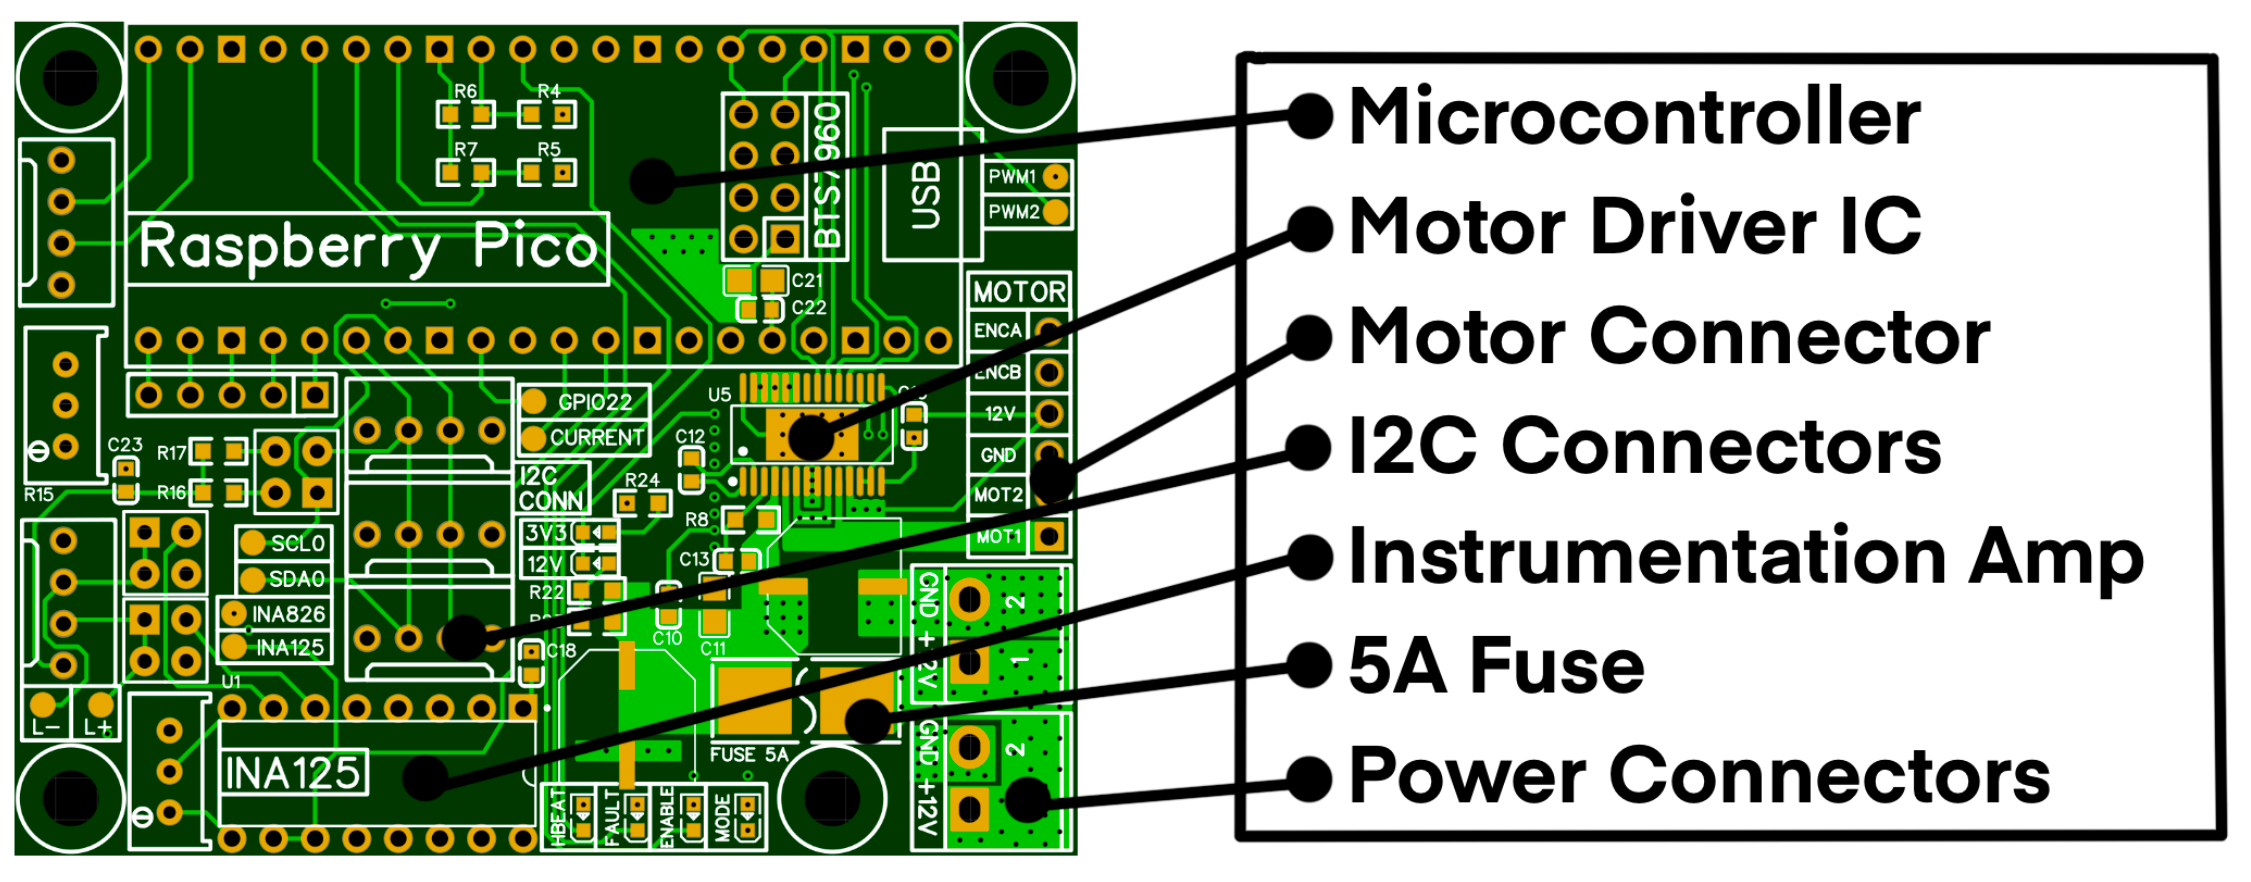 R6
R4
R7
R5
BTS7960
USB
PWM1
PWM2
Raspberry Pico
C21
C22
MOTOR
ENCA
ENCB
12V
GND
MOT2
MOT1
GPIO22
CURRENT
U5
C12
C23
R17
R16
R15
I2C
CONN
R24
3V3
12V
R8
C13
SCL0
SDA0
INA826
INA125
R22
C10
C11
C18
U1
L-
L+
GND +12V
2
1
GND +12V
2
FUSE 5A
INA125
HBEAT
FAULT
ENABLE
MODE
Microcontroller
Motor Driver IC
Motor Connector
I2C Connectors
Instrumentation Amp
5A Fuse
Power Connectors